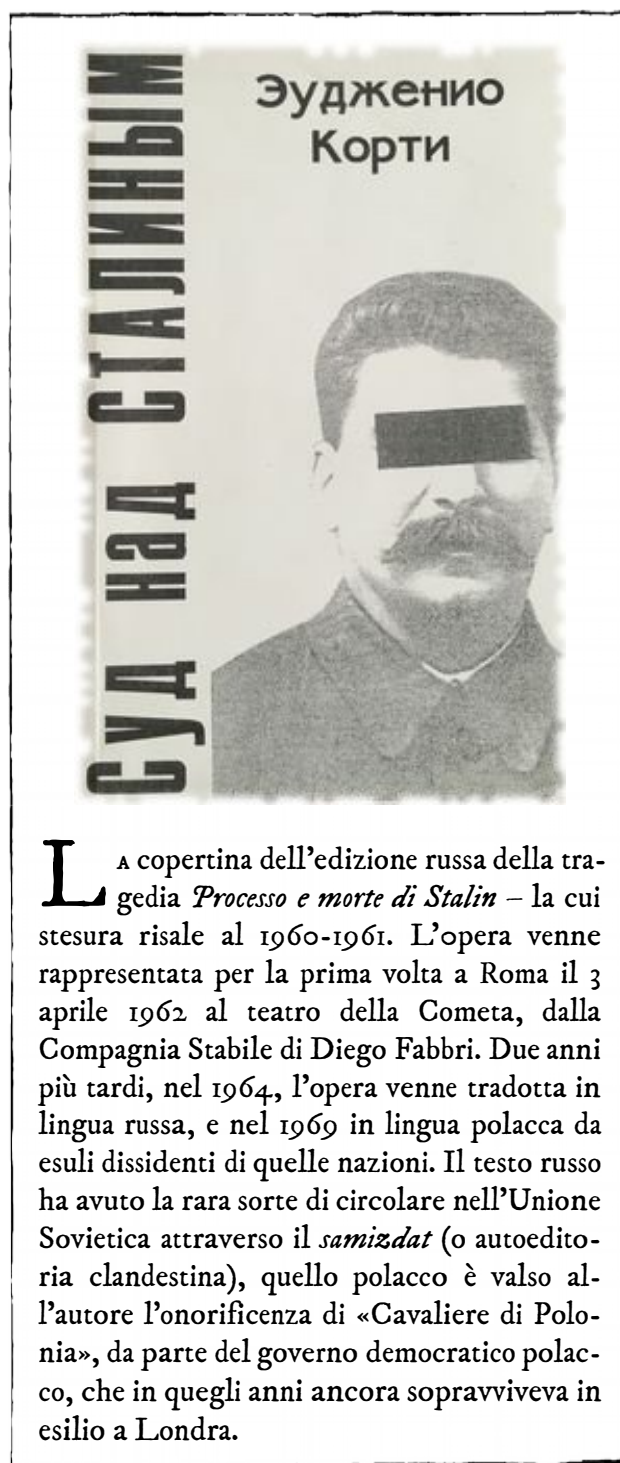 Эудженио
Корти
Суд над СТАЛИНЫМ
LA copertina dell'edizione russa della tra-
gedia Processo e morte di Stalin – la cui
stesura risale al 1960-1961. L'opera venne
rappresentata per la prima volta a Roma il 3
aprile 1962 al teatro della Cometa, dalla
Compagnia Stabile di Diego Fabbri. Due anni
più tardi, nel 1964, l'opera venne tradotta in
lingua russa, e nel 1969 in lingua polacca da
esuli dissidenti di quelle nazioni. Il testo russo
ha avuto la rara sorte di circolare nell'Unione
Sovietica attraverso il samizdat (o autoedito-
ria clandestina), quello polacco è valso al-
l'autore l'onorificenza di «Cavaliere di Polo-
nia», da parte del governo democratico polac-
co, che in quegli anni ancora sopravviveva in
esilio a Londra.